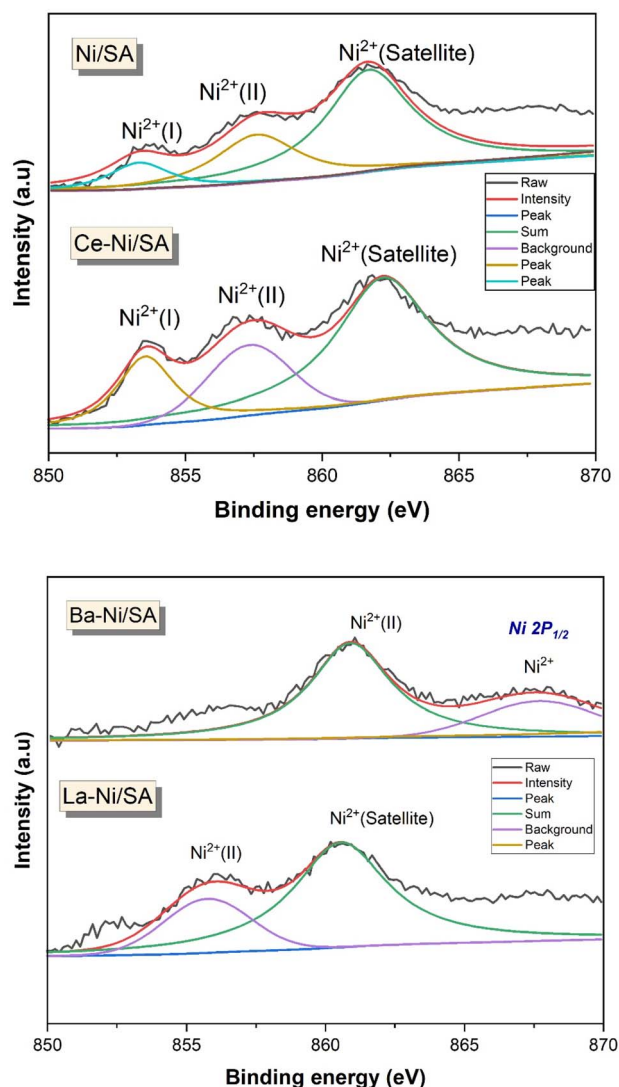 Ni/SA
Ni²⁺(Satellite)
Ni²⁺(II)
Ni²⁺(I)
Raw
Intensity
Peak
Sum
Background
Peak
Peak
Ce-Ni/SA
Ni²⁺(Satellite)
Ni²⁺(II)
Ni²⁺(I)
Intensity (a.u)
850 855 860 865 870
Binding energy (eV)
Ba-Ni/SA
Ni²⁺(II)
Ni 2P₁/₂
Ni²⁺
Raw
Intensity
Peak
Sum
Background
Peak
La-Ni/SA
Ni²⁺(Satellite)
Ni²⁺(II)
Intensity (a.u)
850 855 860 865 870
Binding energy (eV)